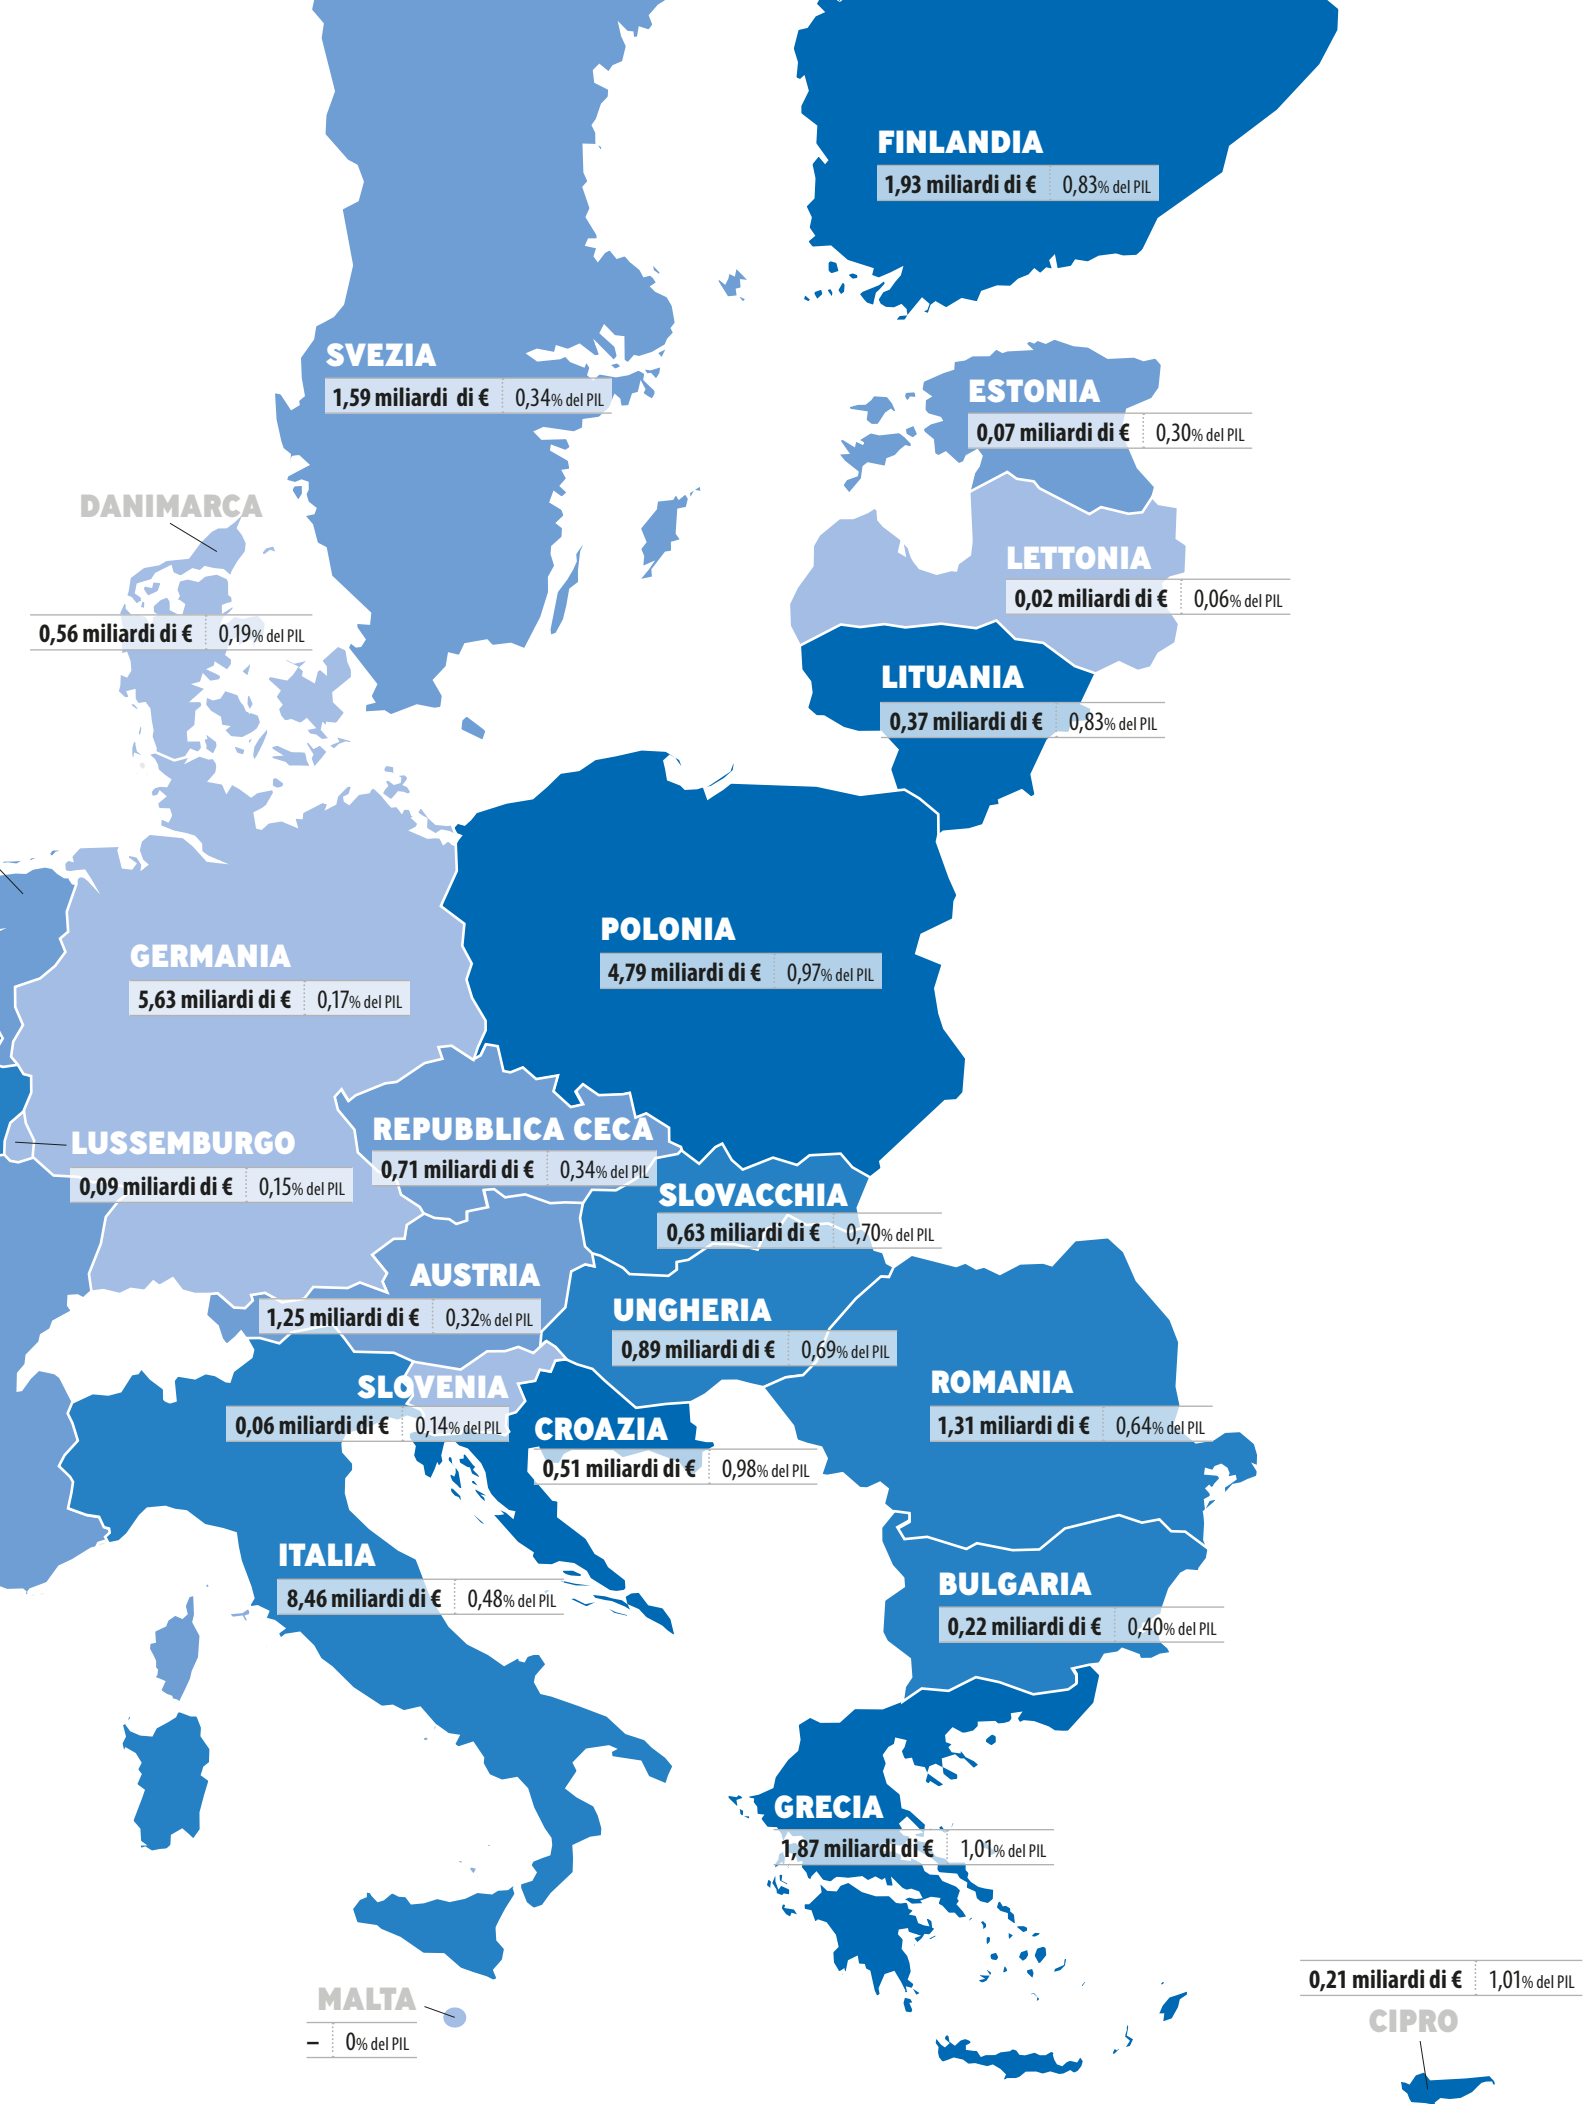 FINLANDIA
1,93 miliardi di € 0,83% del PIL
SVEZIA
1,59 miliardi di € 0,34% del PIL
ESTONIA
0,07 miliardi di € 0,30% del PIL
DANIMARCA
0,56 miliardi di € 0,19% del PIL
LETTONIA
0,02 miliardi di € 0,06% del PIL
LITUANIA
0,37 miliardi di € 0,83% del PIL
POLONIA
4,79 miliardi di € 0,97% del PIL
GERMANIA
5,63 miliardi di € 0,17% del PIL
REPUBBLICA CECA
0,71 miliardi di € 0,34% del PIL
LUSSEMBURGO
0,09 miliardi di € 0,15% del PIL
SLOVACCHIA
0,63 miliardi di € 0,70% del PIL
AUSTRIA
1,25 miliardi di € 0,32% del PIL
UNGHERIA
0,89 miliardi di € 0,69% del PIL
ROMANIA
1,31 miliardi di € 0,64% del PIL
SLOVENIA
0,06 miliardi di € 0,14% del PIL
CROAZIA
0,51 miliardi di € 0,98% del PIL
ITALIA
8,46 miliardi di € 0,48% del PIL
BULGARIA
0,22 miliardi di € 0,40% del PIL
GRECIA
1,87 miliardi di € 1,01% del PIL
MALTA
– 0% del PIL
0,21 miliardi di € 1,01% del PIL
CIPRO